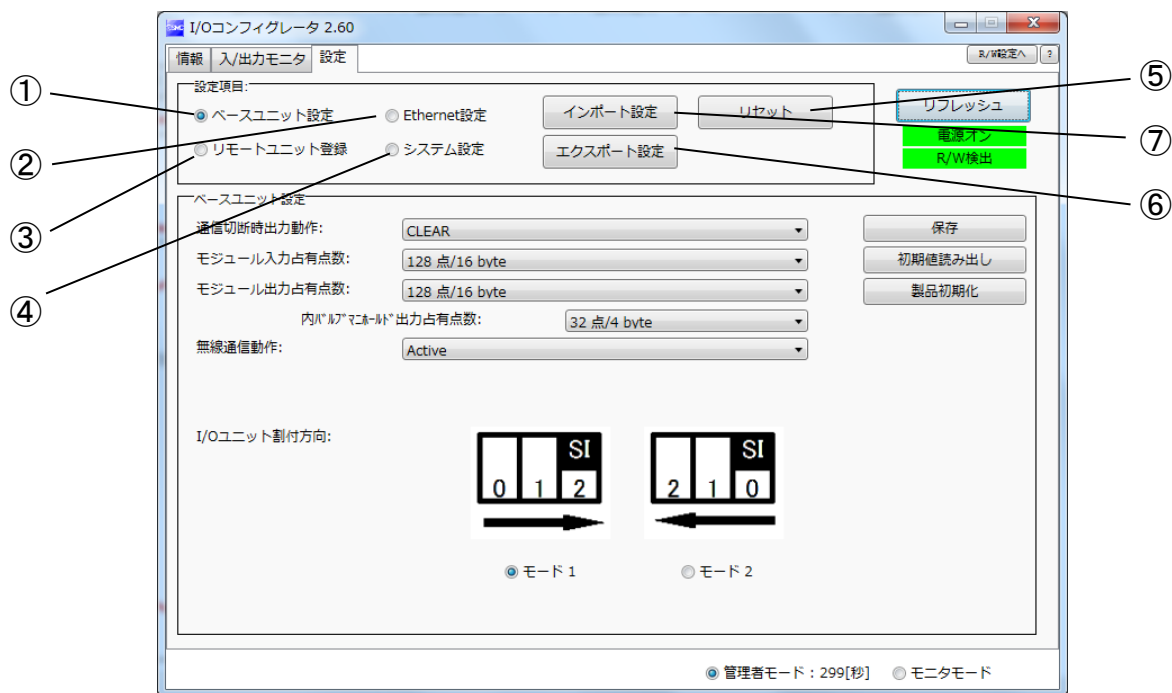 I/Oコンフィグレータ 2.60
情報 入/出力モニタ 設定 R/W設定へ ?
設定項目:
① ベースユニット設定 Ethernet設定 インポート設定 リセット リフレッシュ ⑤
電源オン
② リモートユニット登録 システム設定 エクスポート設定 R/W検出 ⑦
ベースユニット設定 ⑥
③ 通信切断時出力動作: CLEAR 保存
モジュール入力占有点数: 128 点/16 byte 初期値読み出し
④ モジュール出力占有点数: 128 点/16 byte 製品初期化
内バルブマニホールド出力占有点数: 32 点/4 byte
無線通信動作: Active
I/Oユニット割付方向:
SI SI
0 1 2 2 1 0
モード 1 モード 2
管理者モード : 299[秒] モニタモード